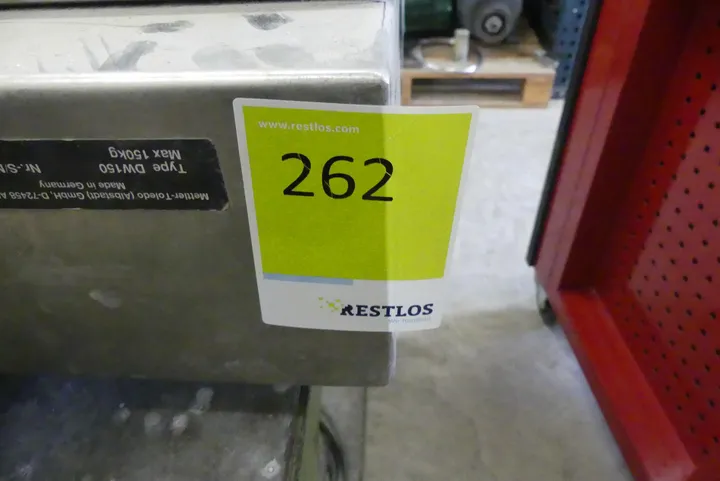 www.restlos.com
262
RESTLOS
Mettler-Toledo (Albstadt) GmbH, D-72458
Made in Germany
Type DW150
Max 150kg